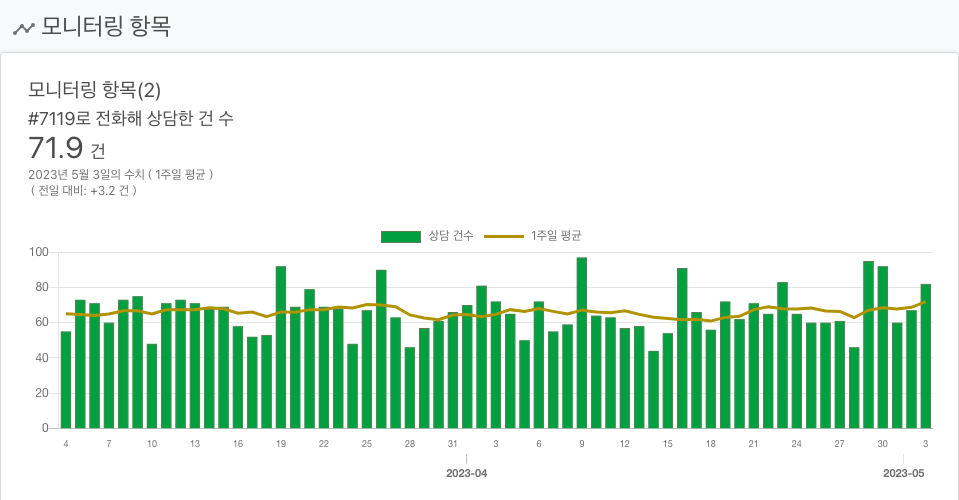 모니터링 항목
모니터링 항목(2)
#7119로 전화해 상담한 건 수
71.9 건
2023년 5월 3일의 수치 ( 1주일 평균 )
( 전일 대비: +3.2 건 )
상담 건수 1주일 평균
100
80
60
40
20
0
4 7 10 13 16 19 22 25 28 31 3 6 9 12 15 18 21 24 27 30 3
2023-04 2023-05